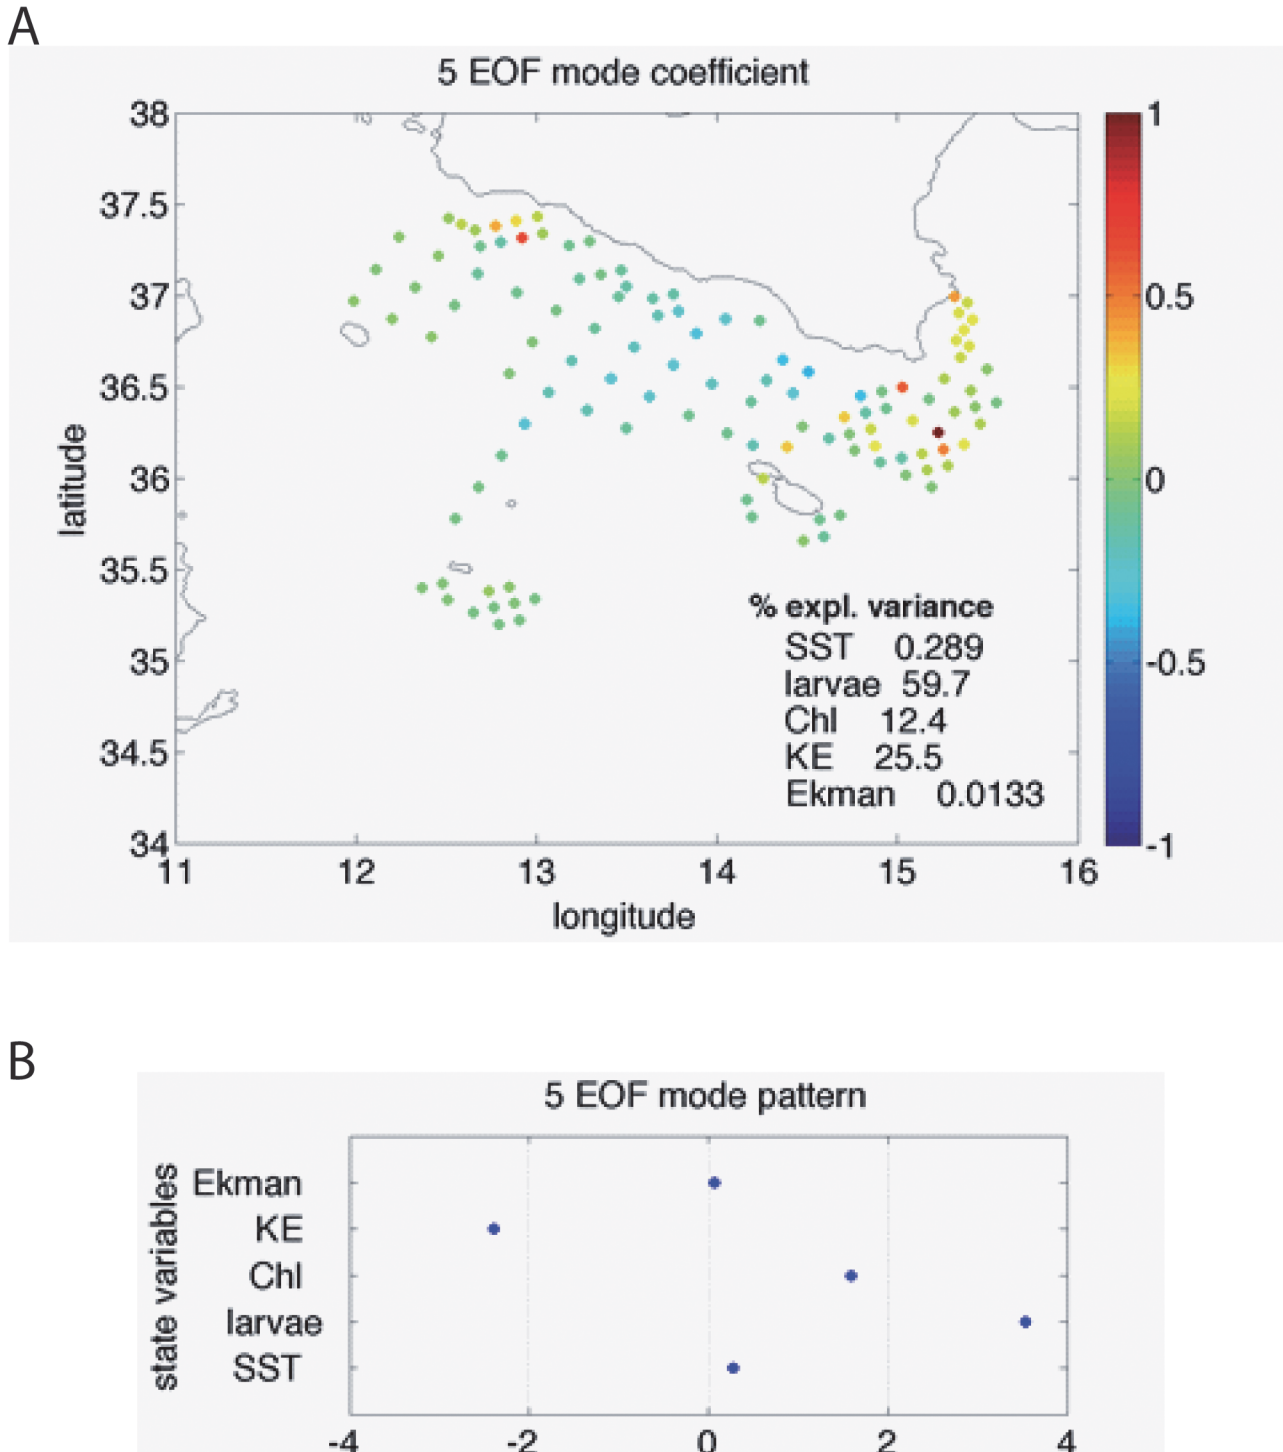 A
5 EOF mode coefficient
38
37.5
37
36.5
36
35.5
35
34.5
34
latitude
11 12 13 14 15 16
longitude
1
0.5
0
-0.5
-1
% expl. variance
SST 0.289
larvae 59.7
Chl 12.4
KE 25.5
Ekman 0.0133
B
5 EOF mode pattern
state variables
Ekman
KE
Chl
larvae
SST
-4 -2 0 2 4